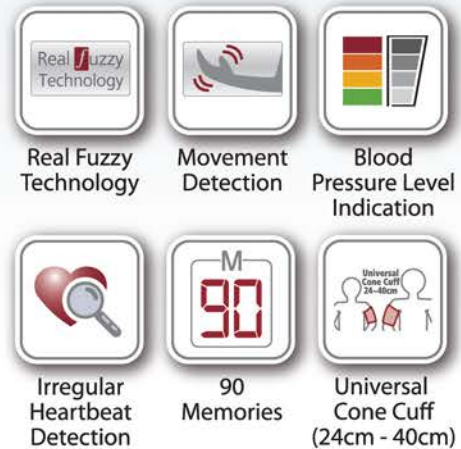 Real fuzzy
Technology
Real Fuzzy
Technology
Movement
Detection
Blood
Pressure Level
Indication
Irregular
Heartbeat
Detection
M
90
90
Memories
Universal
Cone Cuff
24~40cm
Universal
Cone Cuff
(24cm - 40cm)